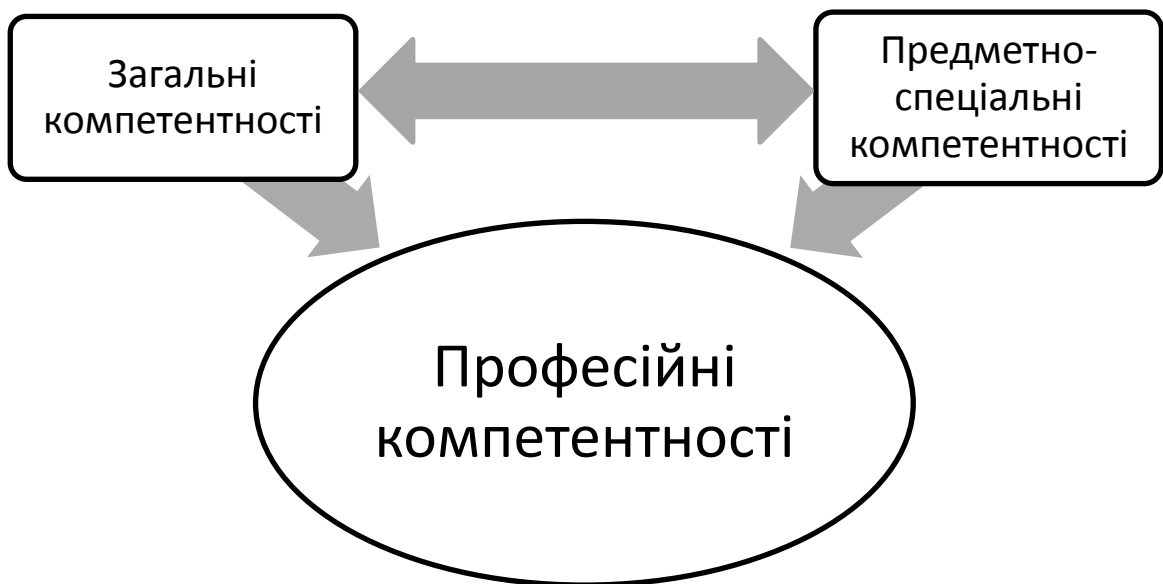 Загальні
компетентності
Предметно-
спеціальні
компетентності
Професійні
компетентності